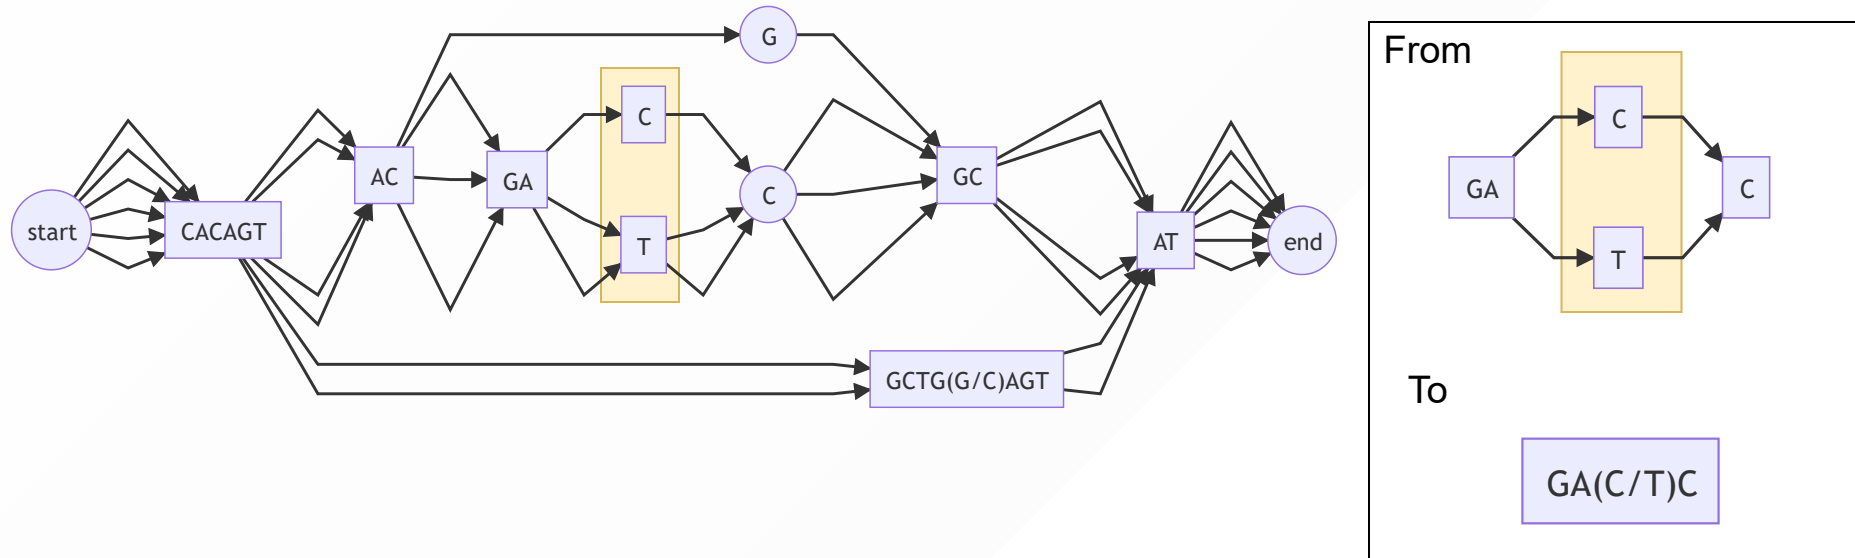 start
CACAGT
AC
G
GA
C
T
C
GC
GCTG(G/C)AGT
AT
end
From
GA
C
T
C
To
GA(C/T)C